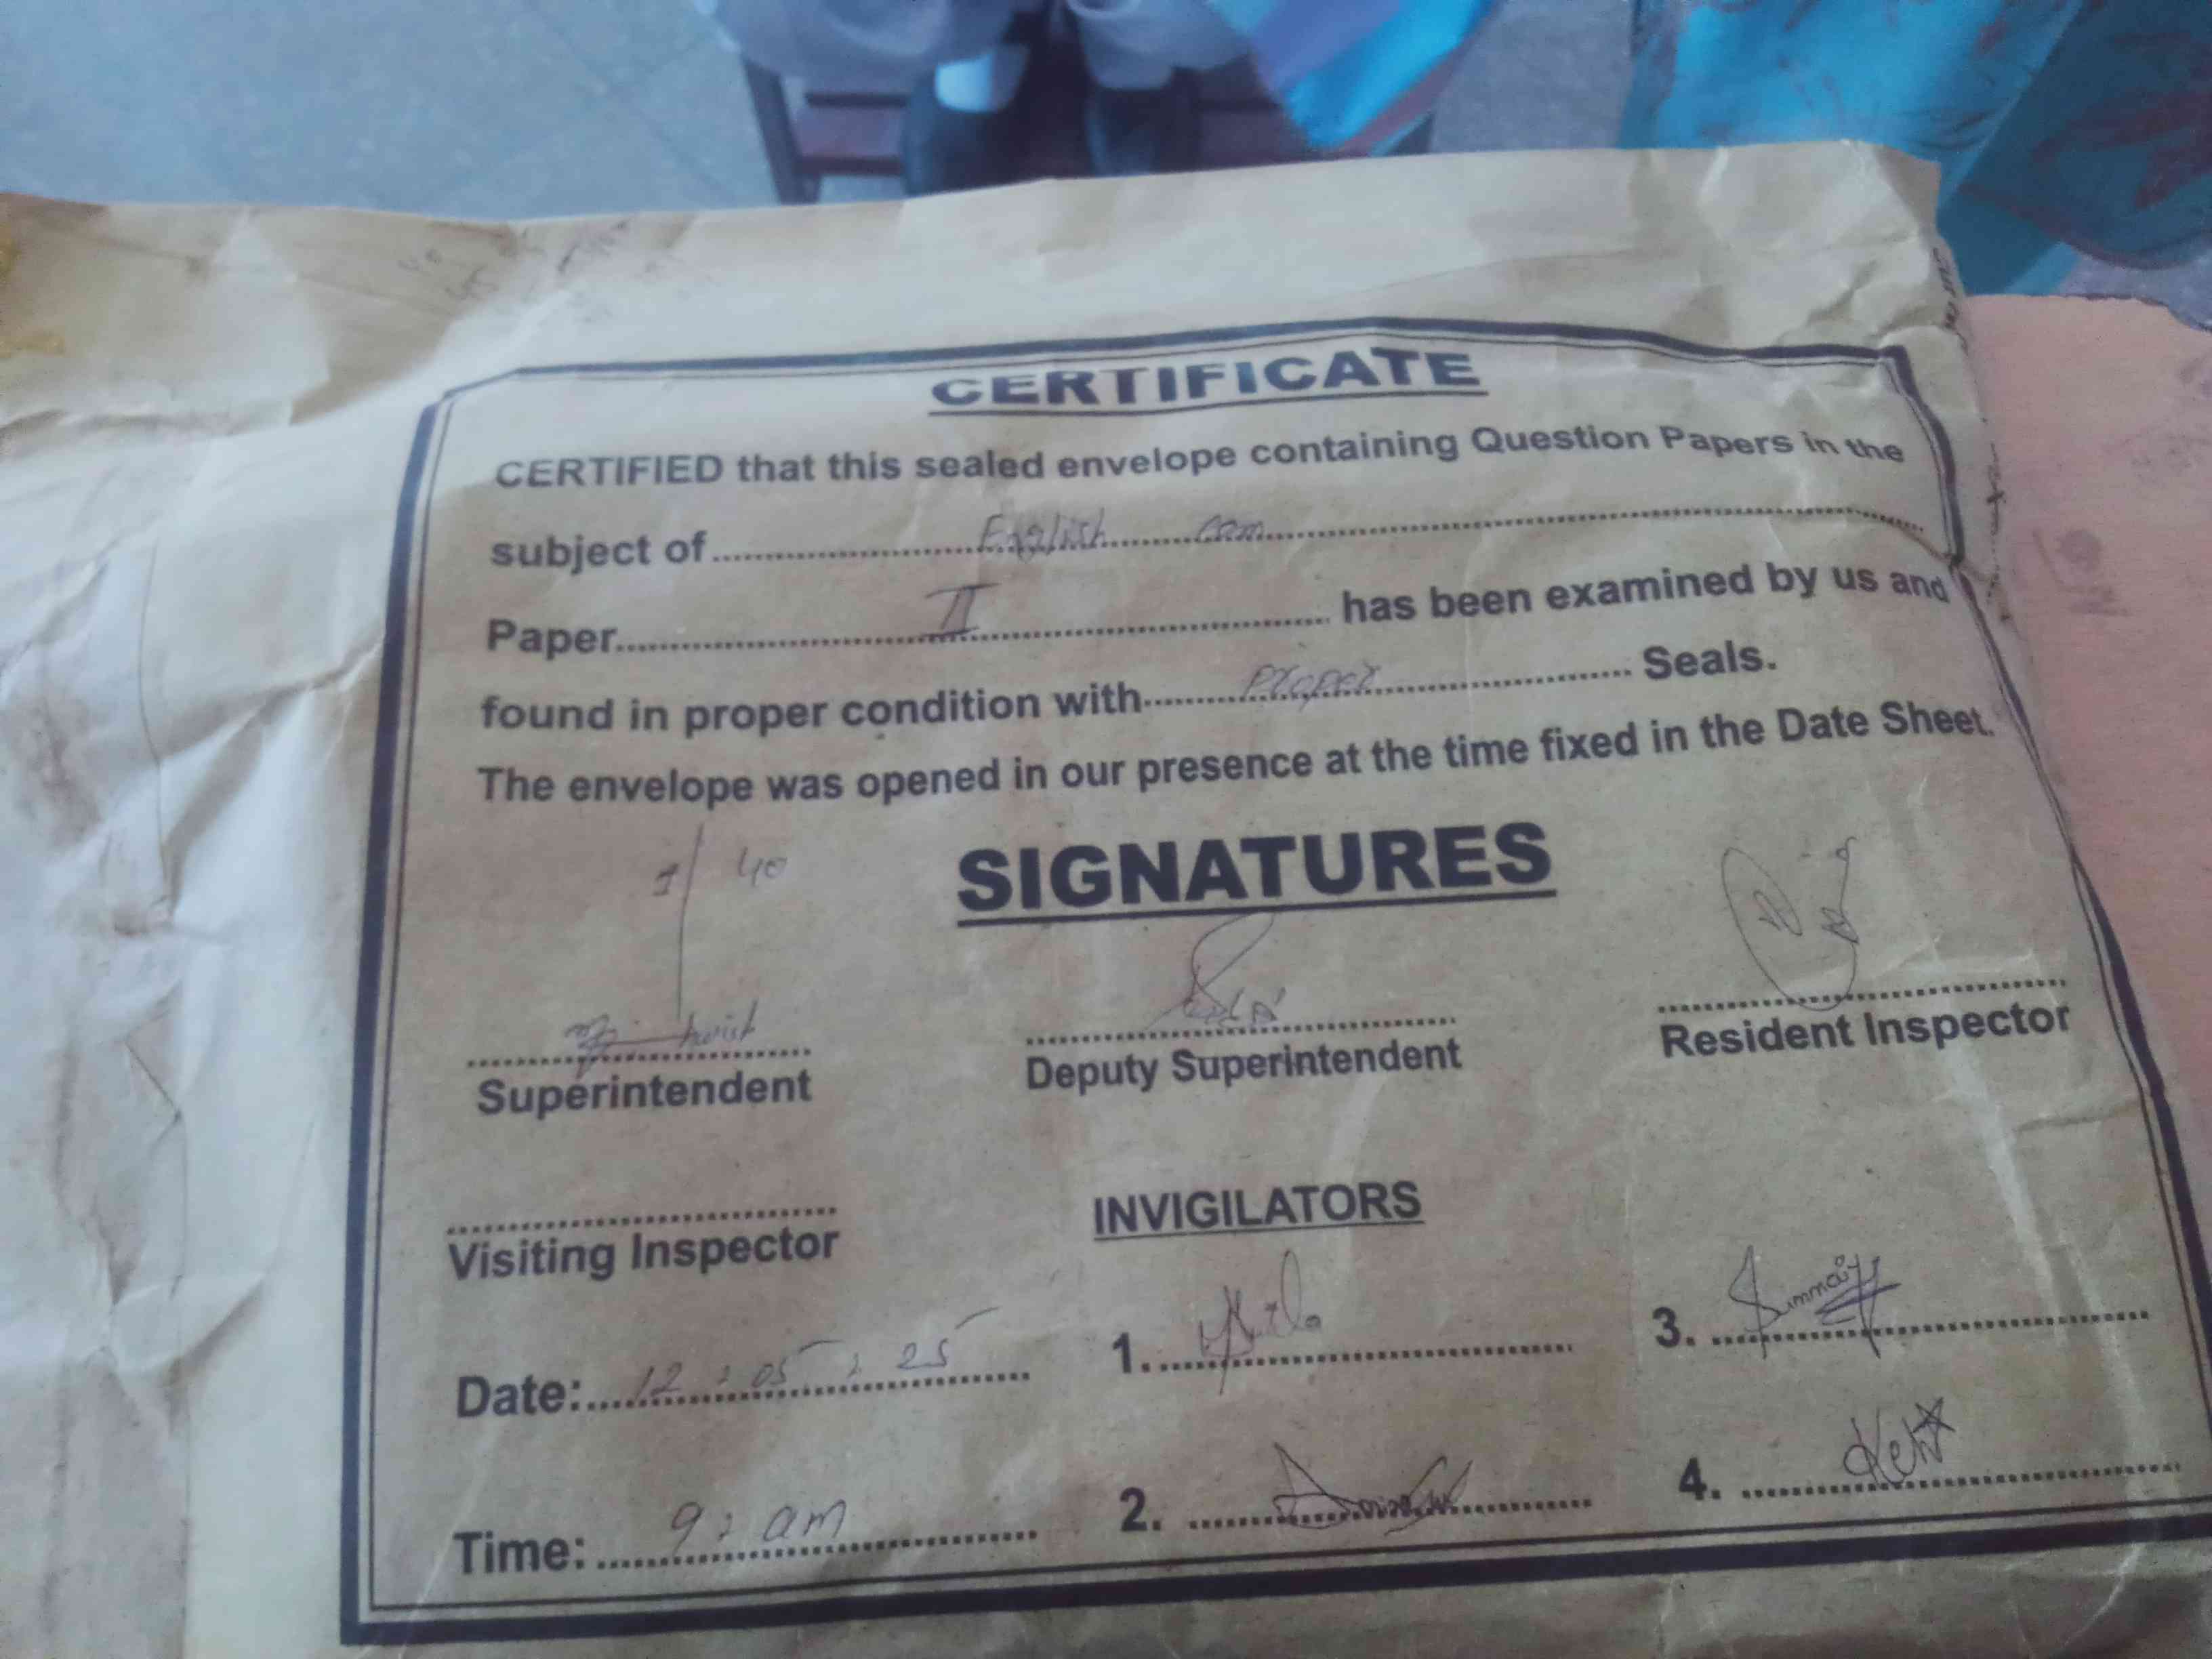 CERTIFICATE
CERTIFIED that this sealed envelope containing Question Papers in the
subject of English com
Paper II has been examined by us and
found in proper condition with Proper Seals.
The envelope was opened in our presence at the time fixed in the Date Sheet.
1/40
SIGNATURES
Superintendent
Deputy Superintendent
Resident Inspector
Visiting Inspector
INVIGILATORS
Date: 12 : 05 : 25
1.
3.
Time: 9 : am
2.
4.